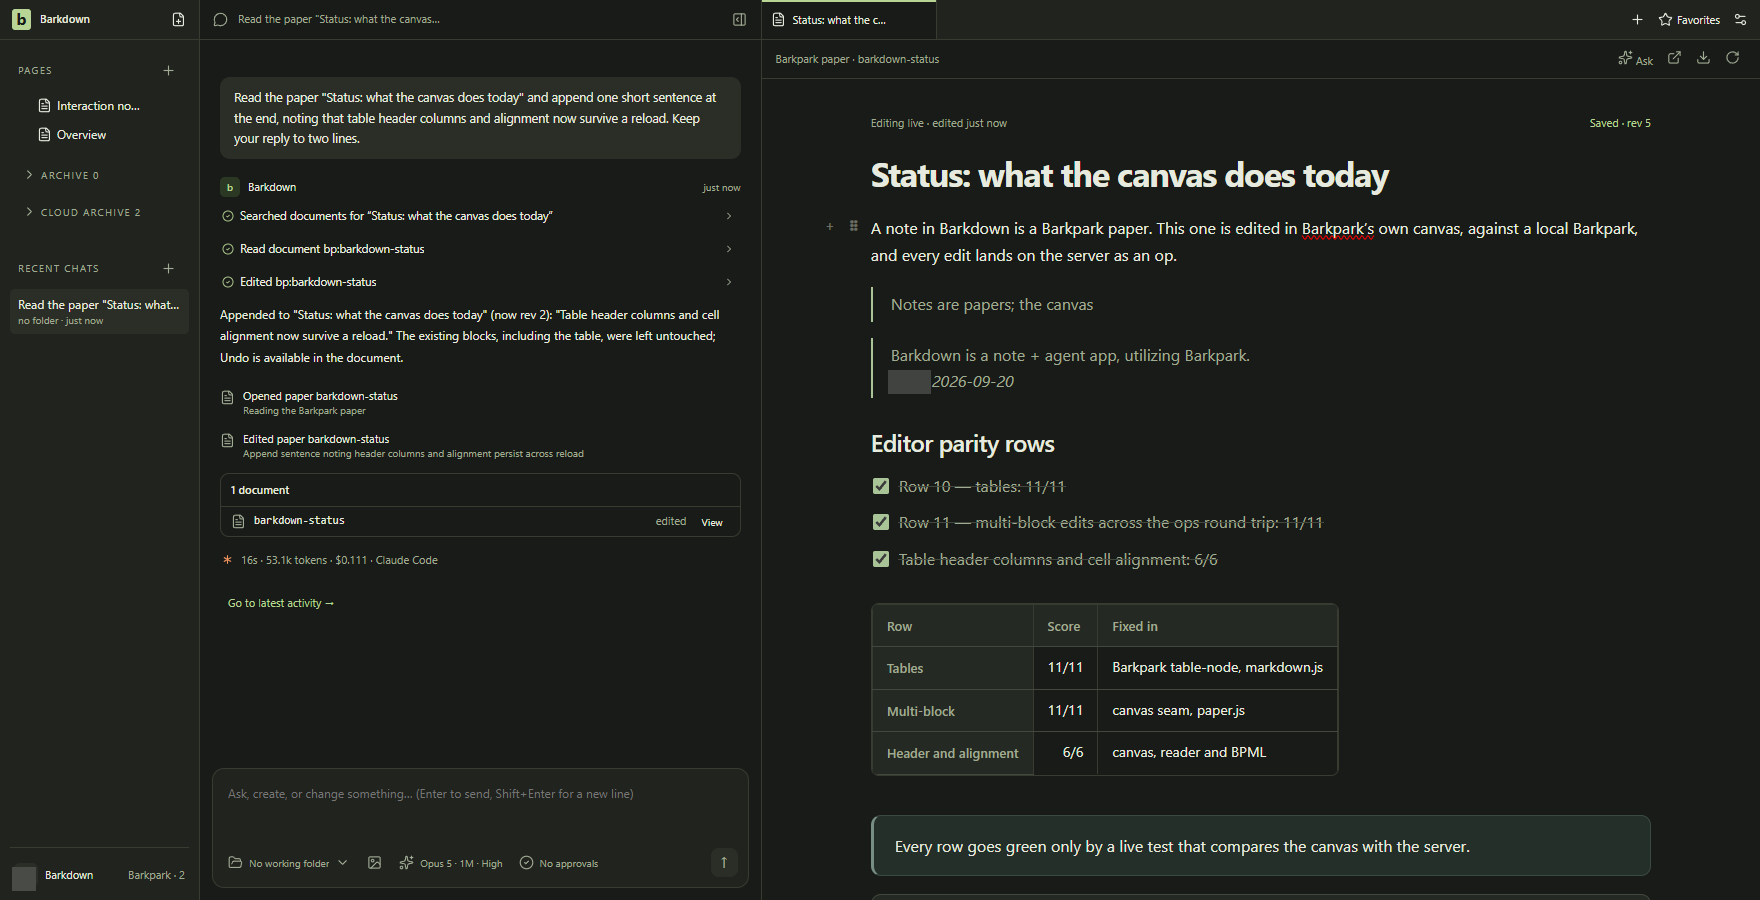 b Barkdown
PAGES
Interaction no...
Overview
ARCHIVE 0
CLOUD ARCHIVE 2
RECENT CHATS
Read the paper "Status: what...
no folder · just now
Barkdown
Barkpark · 2
Read the paper "Status: what the canvas...
Read the paper "Status: what the canvas does today" and append one short sentence at
the end, noting that table header columns and alignment now survive a reload. Keep
your reply to two lines.
b Barkdown
just now
Searched documents for “Status: what the canvas does today”
Read document bp:barkdown-status
Edited bp:barkdown-status
Appended to "Status: what the canvas does today" (now rev 2): "Table header columns and cell
alignment now survive a reload." The existing blocks, including the table, were left untouched;
Undo is available in the document.
Opened paper barkdown-status
Reading the Barkpark paper
Edited paper barkdown-status
Append sentence noting header columns and alignment persist across reload
1 document
barkdown-status edited View
16s · 53.1k tokens · $0.111 · Claude Code
Go to latest activity →
Ask, create, or change something... (Enter to send, Shift+Enter for a new line)
No working folder Opus 5 · 1M · High No approvals
Status: what the c...
Favorites
Barkpark paper · barkdown-status
Ask
Editing live · edited just now
Saved · rev 5
Status: what the canvas does today
A note in Barkdown is a Barkpark paper. This one is edited in Barkpark’s own canvas, against a local Barkpark,
and every edit lands on the server as an op.
Notes are papers; the canvas
Barkdown is a note + agent app, utilizing Barkpark.
2026-09-20
Editor parity rows
Row 10 — tables: 11/11
Row 11 — multi-block edits across the ops round trip: 11/11
Table header columns and cell alignment: 6/6
Row Score Fixed in
Tables 11/11 Barkpark table-node, markdown.js
Multi-block 11/11 canvas seam, paper.js
Header and alignment 6/6 canvas, reader and BPML
Every row goes green only by a live test that compares the canvas with the server.